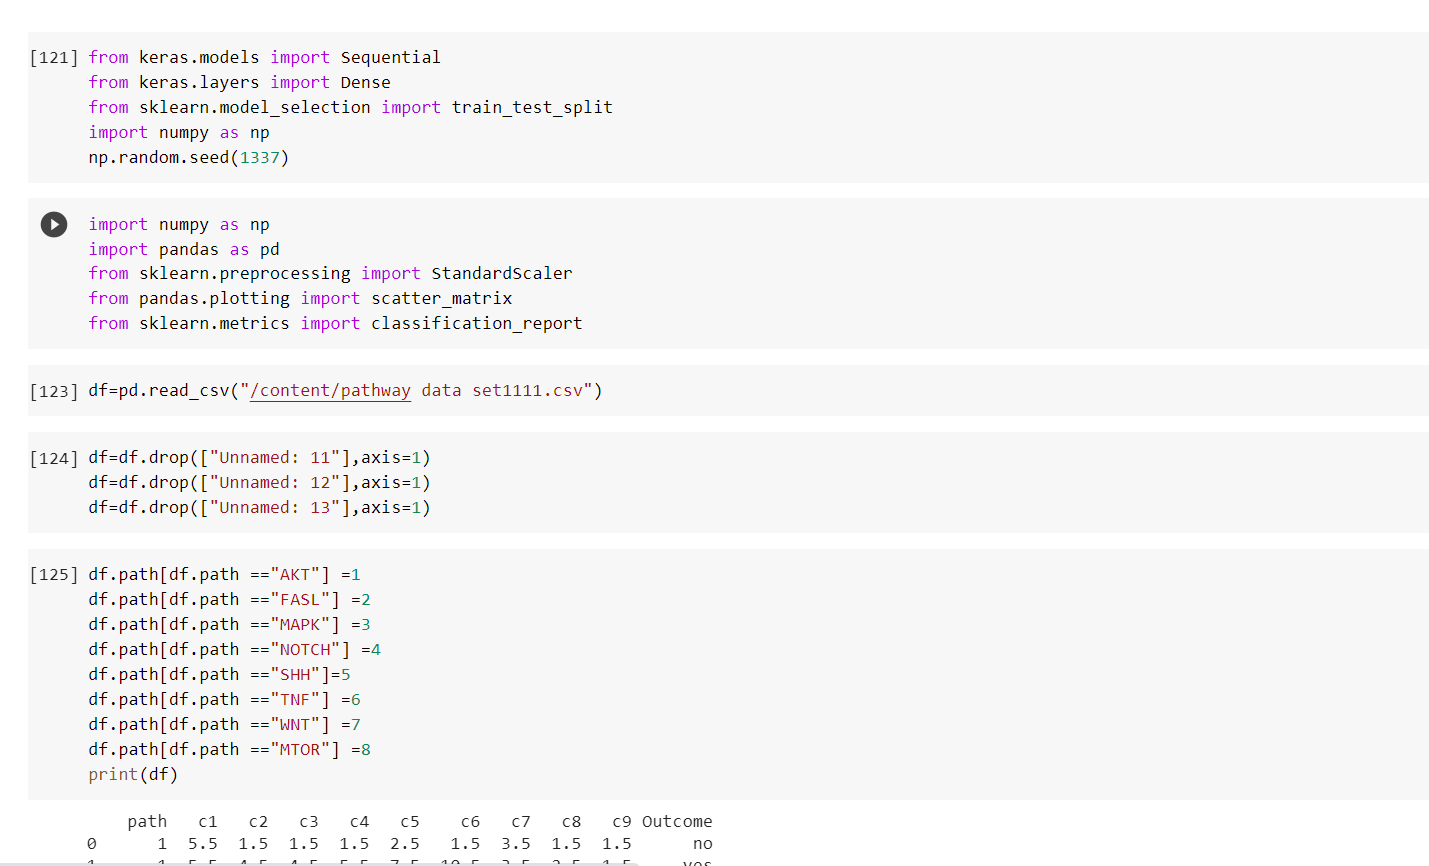 [121] from keras.models import Sequential
from keras.layers import Dense
from sklearn.model_selection import train_test_split
import numpy as np
np.random.seed(1337)
import numpy as np
import pandas as pd
from sklearn.preprocessing import StandardScaler
from pandas.plotting import scatter_matrix
from sklearn.metrics import classification_report
[123] df=pd.read_csv("/content/pathway data set1111.csv")
[124] df=df.drop(["Unnamed: 11"],axis=1)
df=df.drop(["Unnamed: 12"],axis=1)
df=df.drop(["Unnamed: 13"],axis=1)
[125] df.path[df.path =="AKT"] =1
df.path[df.path =="FASL"] =2
df.path[df.path =="MAPK"] =3
df.path[df.path =="NOTCH"] =4
df.path[df.path =="SHH"]=5
df.path[df.path =="TNF"] =6
df.path[df.path =="WNT"] =7
df.path[df.path =="MTOR"] =8
print(df)
path c1 c2 c3 c4 c5 c6 c7 c8 c9 Outcome
0 1 5.5 1.5 1.5 1.5 2.5 1.5 3.5 1.5 1.5 no